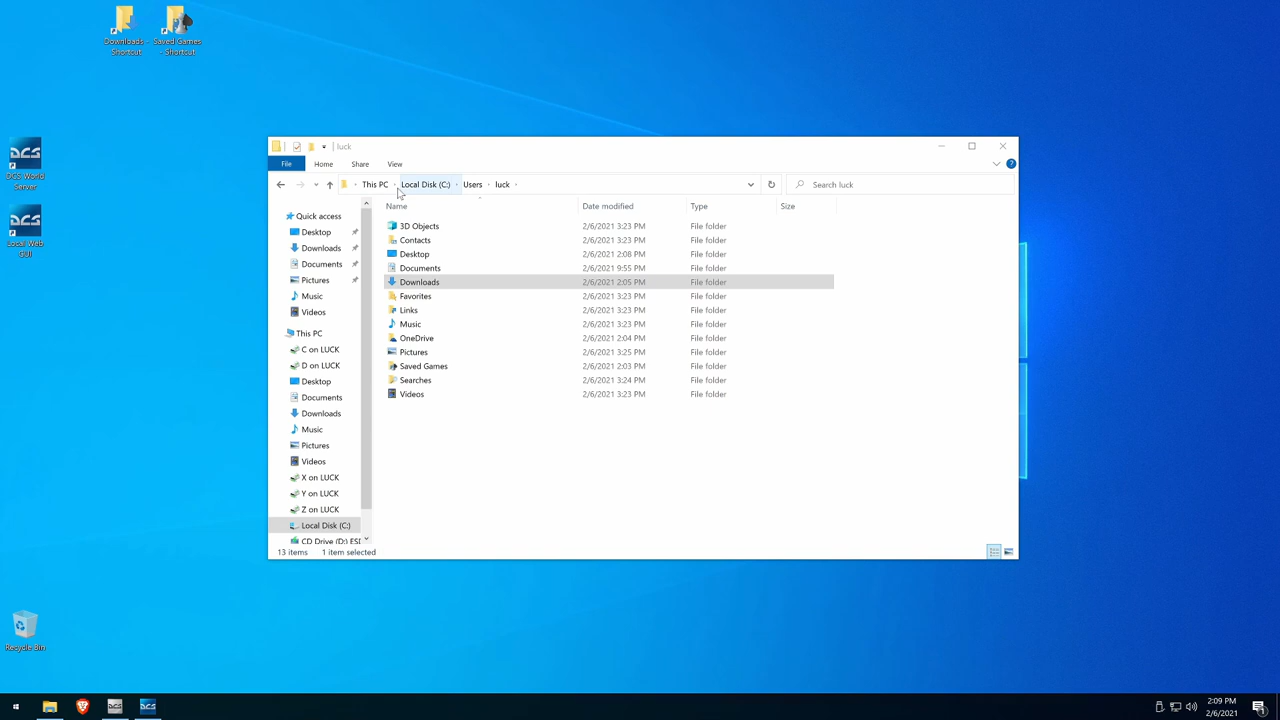 Downloads - Shortcut
Saved Games - Shortcut
DCS
DCS World Server
DCS
Local Web GUI
Recycle Bin
luck
File Home Share View
This PC Local Disk (C:) Users luck
Search luck
Name Date modified Type Size
Quick access
Desktop
Downloads
Documents
Pictures
Music
Videos
This PC
C on LUCK
D on LUCK
Desktop
Documents
Downloads
Music
Pictures
Videos
X on LUCK
Y on LUCK
Z on LUCK
Local Disk (C:)
CD Drive (D:) ESD
3D Objects 2/6/2021 3:23 PM File folder
Contacts 2/6/2021 3:23 PM File folder
Desktop 2/6/2021 2:08 PM File folder
Documents 2/6/2021 9:55 PM File folder
Downloads 2/6/2021 2:05 PM File folder
Favorites 2/6/2021 3:23 PM File folder
Links 2/6/2021 3:23 PM File folder
Music 2/6/2021 3:23 PM File folder
OneDrive 2/6/2021 2:04 PM File folder
Pictures 2/6/2021 3:25 PM File folder
Saved Games 2/6/2021 2:03 PM File folder
Searches 2/6/2021 3:24 PM File folder
Videos 2/6/2021 3:23 PM File folder
13 items 1 item selected
DCS
DCS
2:09 PM
2/6/2021
1